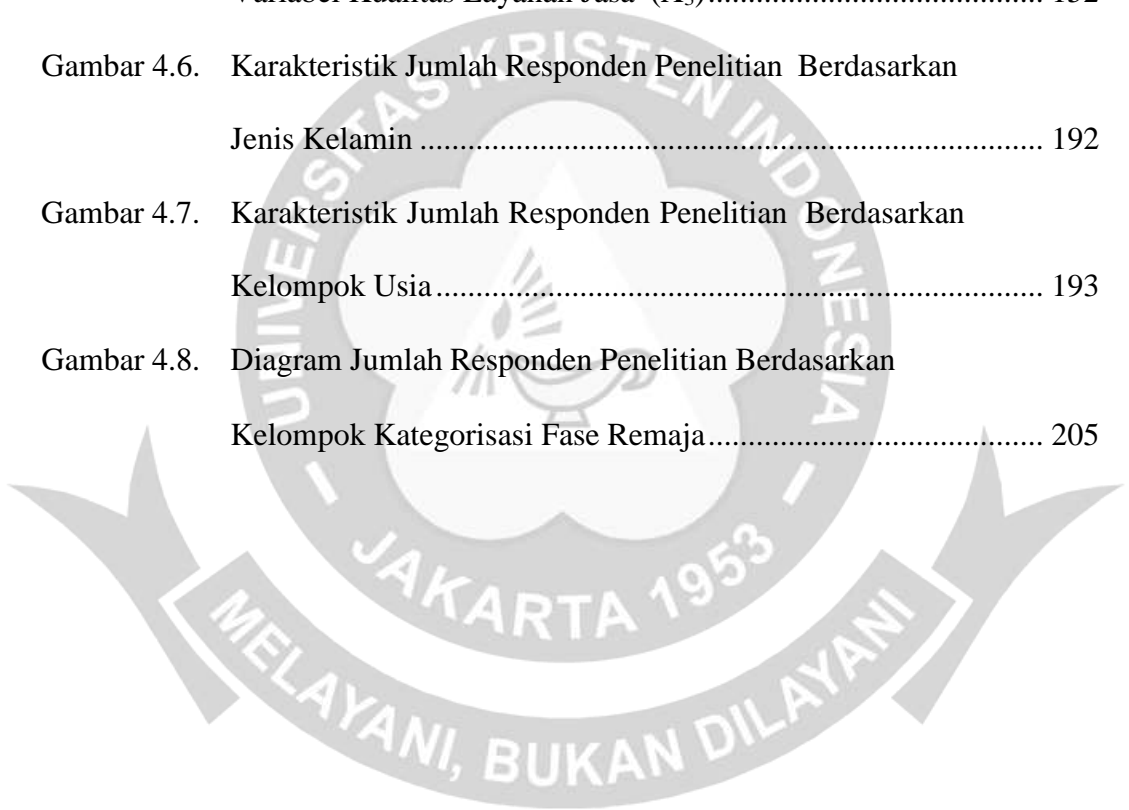 Gambar 4.6. Karakteristik Jumlah Responden Penelitian Berdasarkan
Jenis Kelamin ............................................................................ 192
Gambar 4.7. Karakteristik Jumlah Responden Penelitian Berdasarkan
Kelompok Usia .......................................................................... 193
Gambar 4.8. Diagram Jumlah Responden Penelitian Berdasarkan
Kelompok Kategorisasi Fase Remaja ......................................... 205
UNIVERSITAS KRISTEN INDONESIA
- JAKARTA 1953 -
MELAYANI, BUKAN DILAYANI